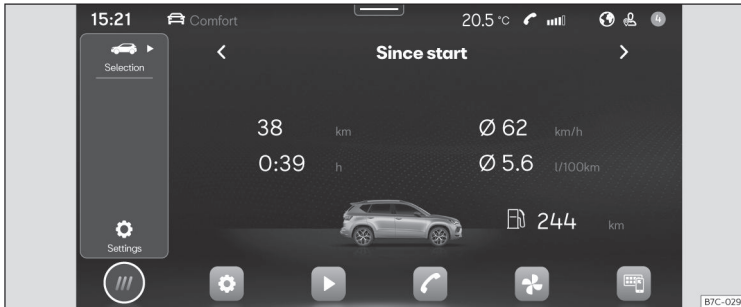 15:21 Comfort 20.5 °C 4
Selection
Since start
38 km Ø 62 km/h
0:39 h Ø 5.6 l/100km
244 km
Settings
B7C-029